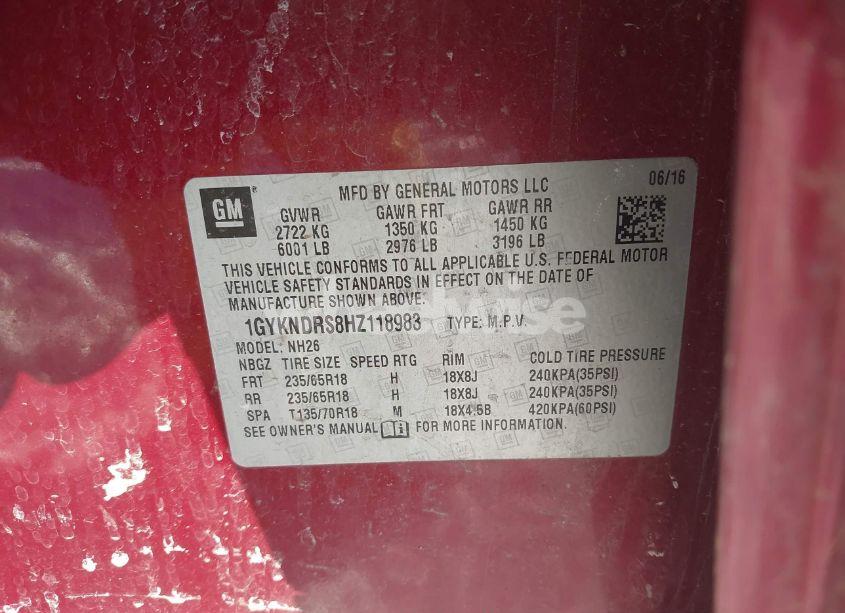 GM
MFD BY GENERAL MOTORS LLC 06/16
GVWR GAWR FRT GAWR RR
2722 KG 1350 KG 1450 KG
6001 LB 2976 LB 3196 LB
THIS VEHICLE CONFORMS TO ALL APPLICABLE U.S. FEDERAL MOTOR
VEHICLE SAFETY STANDARDS IN EFFECT ON THE DATE OF
MANUFACTURE SHOWN ABOVE.
1GYKNDRS8HZ118983 TYPE: M.P.V.
MODEL: NH26
NBGZ TIRE SIZE SPEED RTG RIM COLD TIRE PRESSURE
FRT 235/65R18 H 18X8J 240KPA(35PSI)
RR 235/65R18 H 18X8J 240KPA(35PSI)
SPA T135/70R18 M 18X4.5B 420KPA(60PSI)
SEE OWNER'S MANUAL FOR MORE INFORMATION.